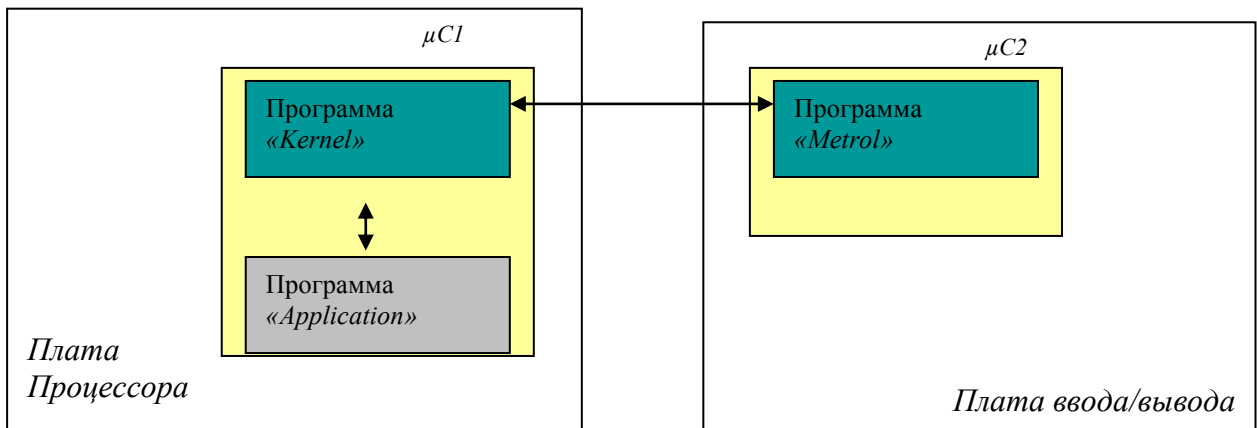 µC1
Программа
«Kernel»
Программа
«Application»
Плата
Процессора
µC2
Программа
«Metrol»
Плата ввода/вывода